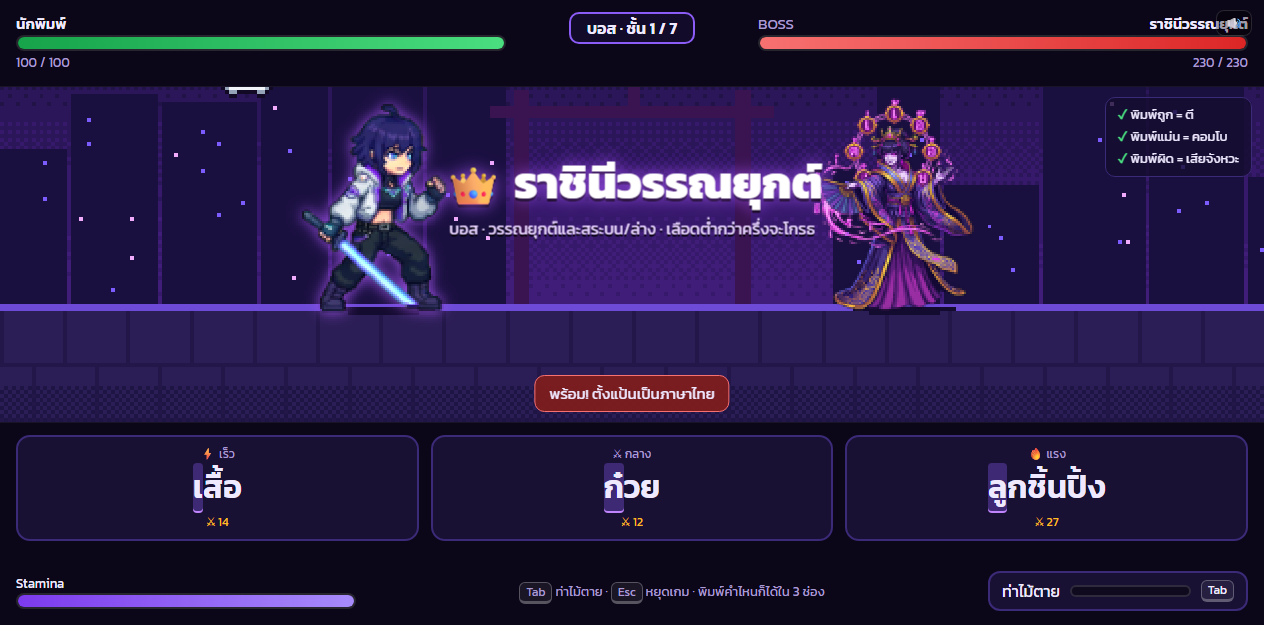 นักพิมพ์
100 / 100
บอส · ชั้น 1 / 7
BOSS
230 / 230
✓ พิมพ์ถูก = ตี
✓ พิมพ์แม่น = คอมโบ
✓ พิมพ์ผิด = เสียจังหวะ
ราชินีวรรณยุกต์
บอส · วรรณยุกต์และสระบน/ล่าง · เลือดต่ำกว่าครึ่งจะโกรธ
พร้อม! ตั้งแป้นเป็นภาษาไทย
เร็ว
เสื้อ
14
กลาง
ก๋วย
12
แรง
ลูกชิ้นปิ้ง
27
Stamina
Tab ท่าไม้ตาย · Esc หยุดเกม · พิมพ์คำไหนก็ได้ใน 3 ช่อง
ท่าไม้ตาย Tab